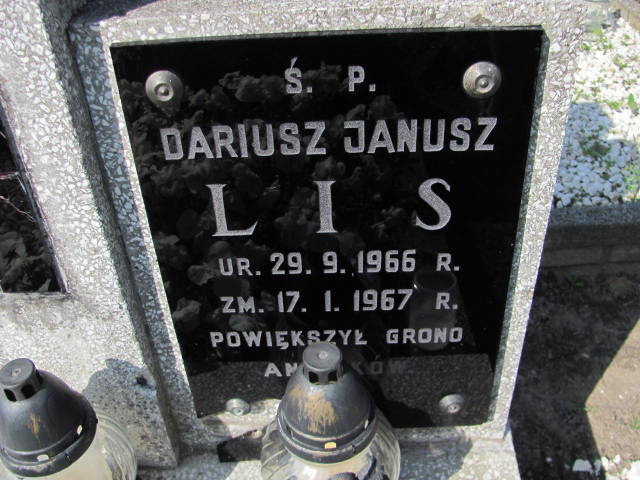 Ś. P.
DARIUSZ JANUSZ
LIS
UR. 29. 9. 1966 R.
ZM. 17. 1. 1967 R.
POWIĘKSZYŁ GRONO